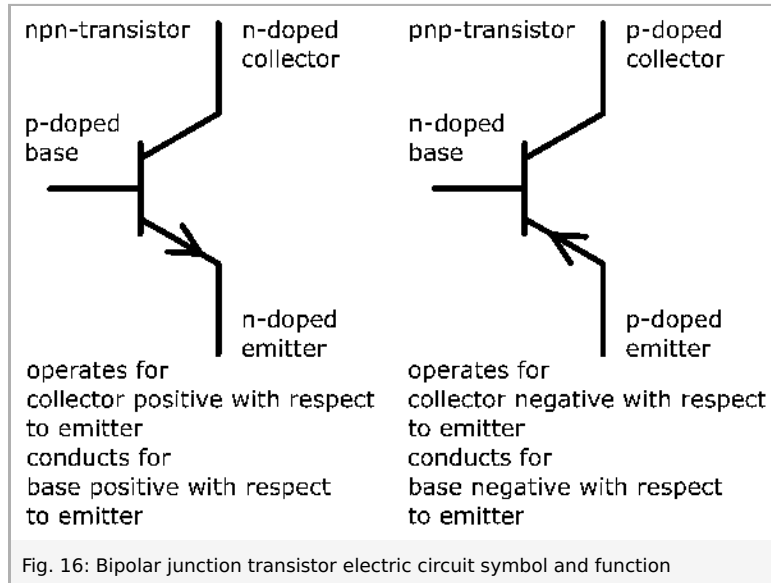 npn-transistor
n-doped
collector
p-doped
base
n-doped
emitter
operates for
collector positive with respect
to emitter
conducts for
base positive with respect
to emitter
pnp-transistor
p-doped
collector
n-doped
base
p-doped
emitter
operates for
collector negative with respect
to emitter
conducts for
base negative with respect
to emitter
Fig. 16: Bipolar junction transistor electric circuit symbol and function